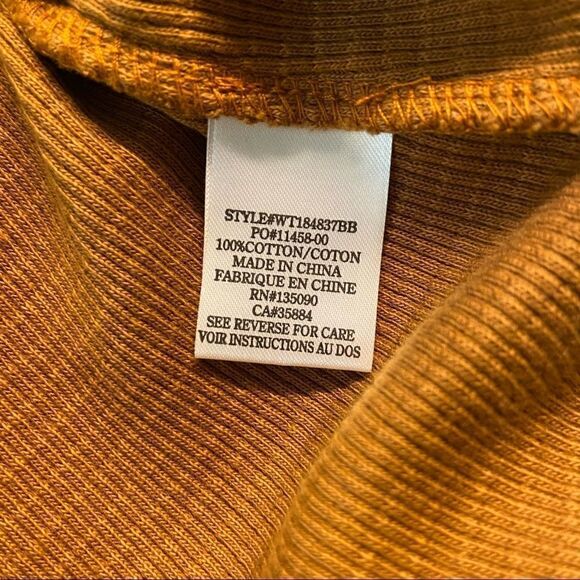 STYLE#WT184837BB
PO#11458-00
100%COTTON/COTON
MADE IN CHINA
FABRIQUE EN CHINE
RN#135090
CA#35884
SEE REVERSE FOR CARE
VOIR INSTRUCTIONS AU DOS